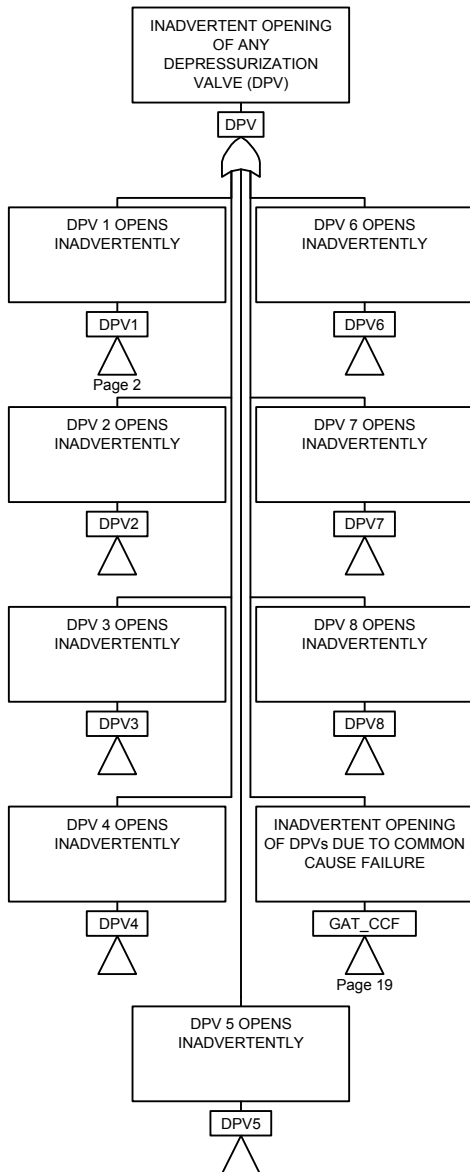 INADVERTENT OPENING
OF ANY
DEPRESSURIZATION
VALVE (DPV)
DPV
DPV 1 OPENS
INADVERTENTLY
DPV1
Page 2
DPV 6 OPENS
INADVERTENTLY
DPV6
DPV 2 OPENS
INADVERTENTLY
DPV2
DPV 7 OPENS
INADVERTENTLY
DPV7
DPV 3 OPENS
INADVERTENTLY
DPV3
DPV 8 OPENS
INADVERTENTLY
DPV8
DPV 4 OPENS
INADVERTENTLY
DPV4
INADVERTENT OPENING
OF DPVs DUE TO COMMON
CAUSE FAILURE
GAT_CCF
Page 19
DPV 5 OPENS
INADVERTENTLY
DPV5